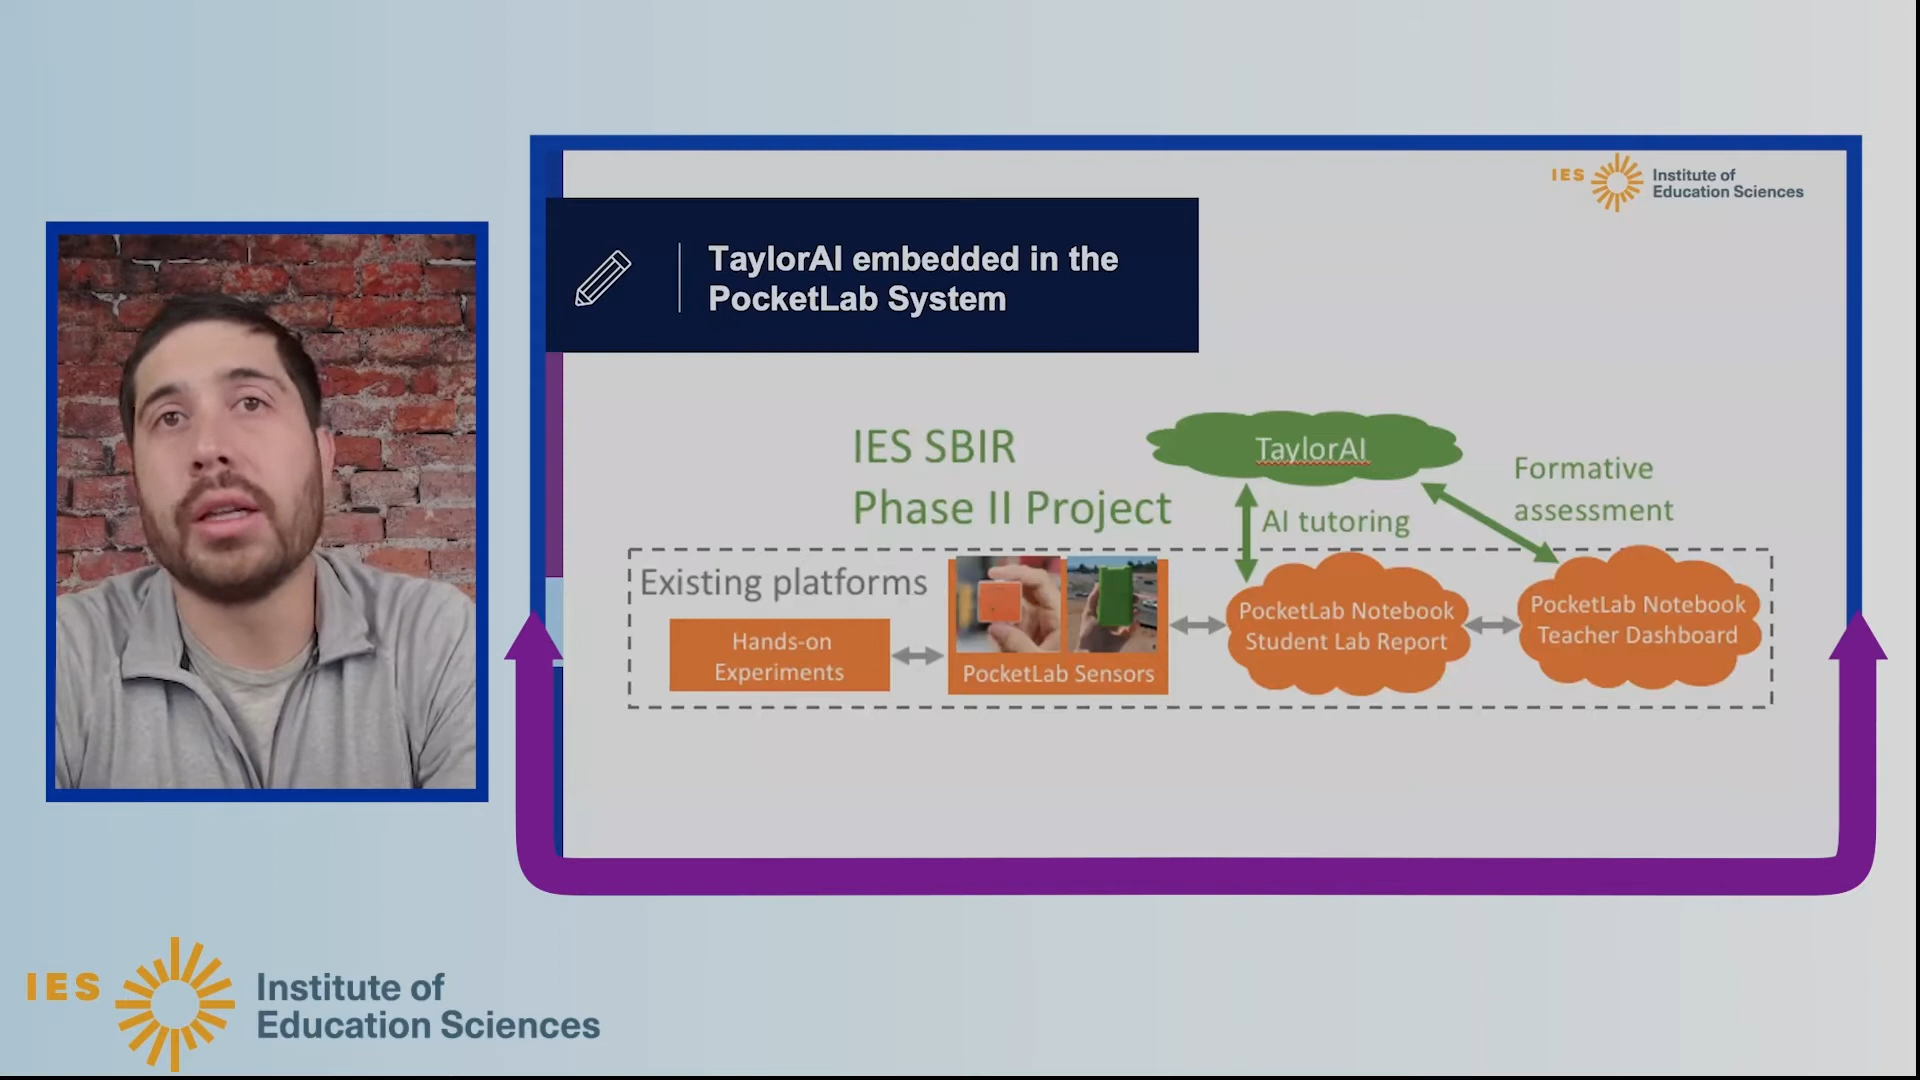 IES
Institute of
Education Sciences
TaylorAI embedded in the
PocketLab System
IES SBIR
Phase II Project
TaylorAI
AI tutoring
Formative
assessment
Existing platforms
Hands-on
Experiments
PocketLab Sensors
PocketLab Notebook
Student Lab Report
PocketLab Notebook
Teacher Dashboard
IES
Institute of
Education Sciences